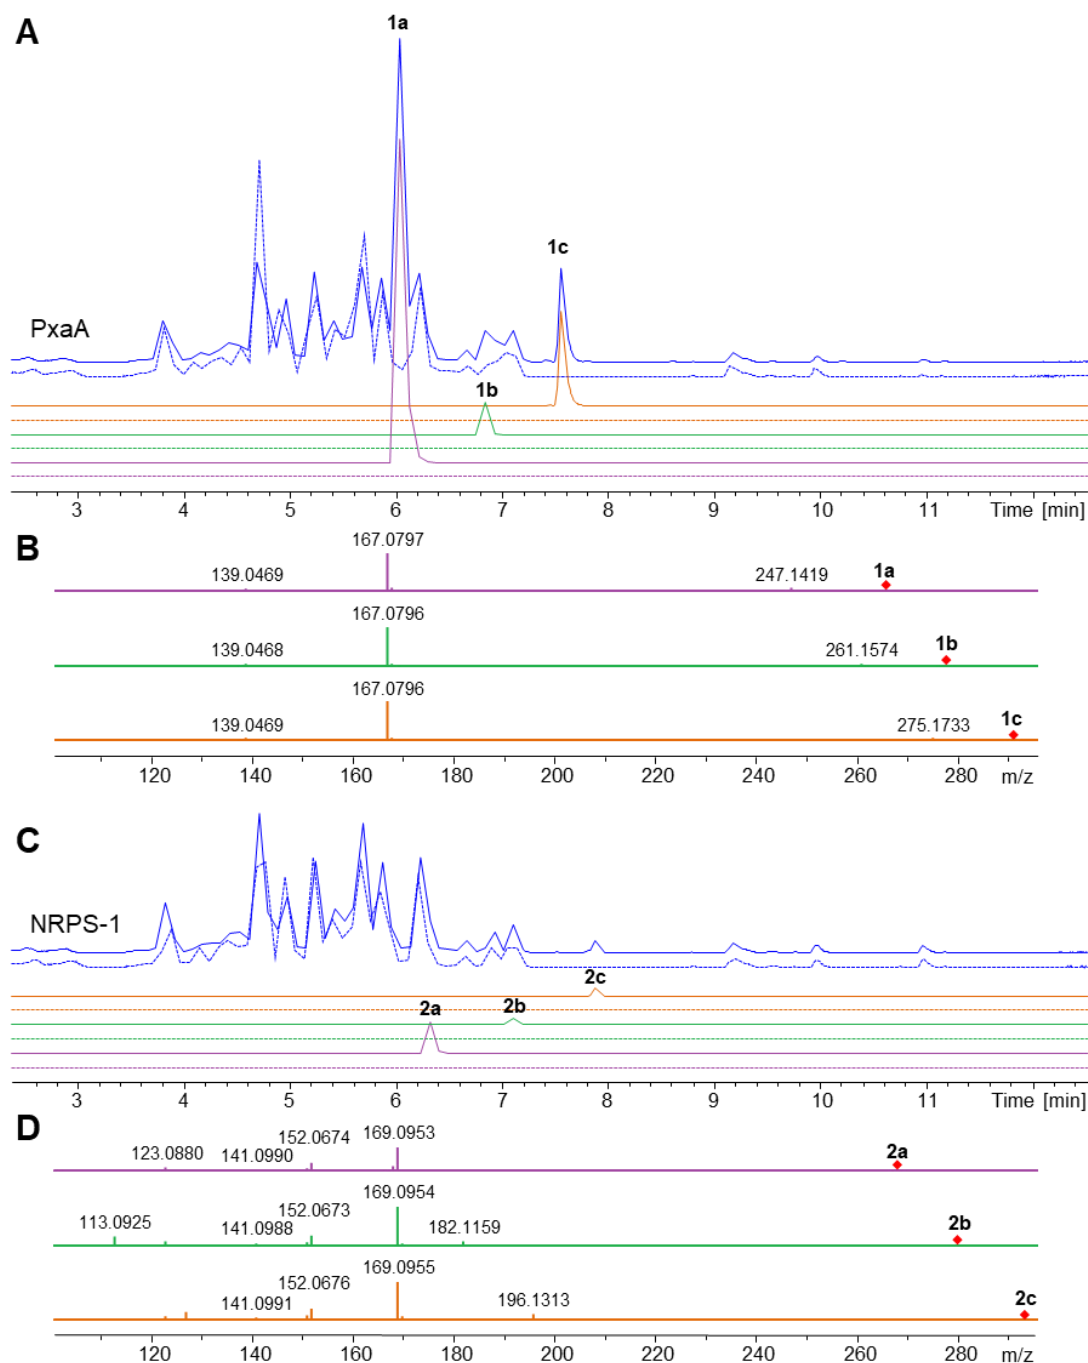 A
1a
1c
PxaA
1b
3 4 5 6 7 8 9 10 11 Time [min]
B
167.0797
139.0469 247.1419 1a
167.0796
139.0468 261.1574 1b
167.0796
139.0469 275.1733 1c
120 140 160 180 200 220 240 260 280 m/z
C
NRPS-1
2c
2a 2b
3 4 5 6 7 8 9 10 11 Time [min]
D
169.0953
152.0674
123.0880 141.0990 2a
169.0954
152.0673
113.0925 141.0988 182.1159 2b
169.0955
152.0676
141.0991 196.1313 2c
120 140 160 180 200 220 240 260 280 m/z